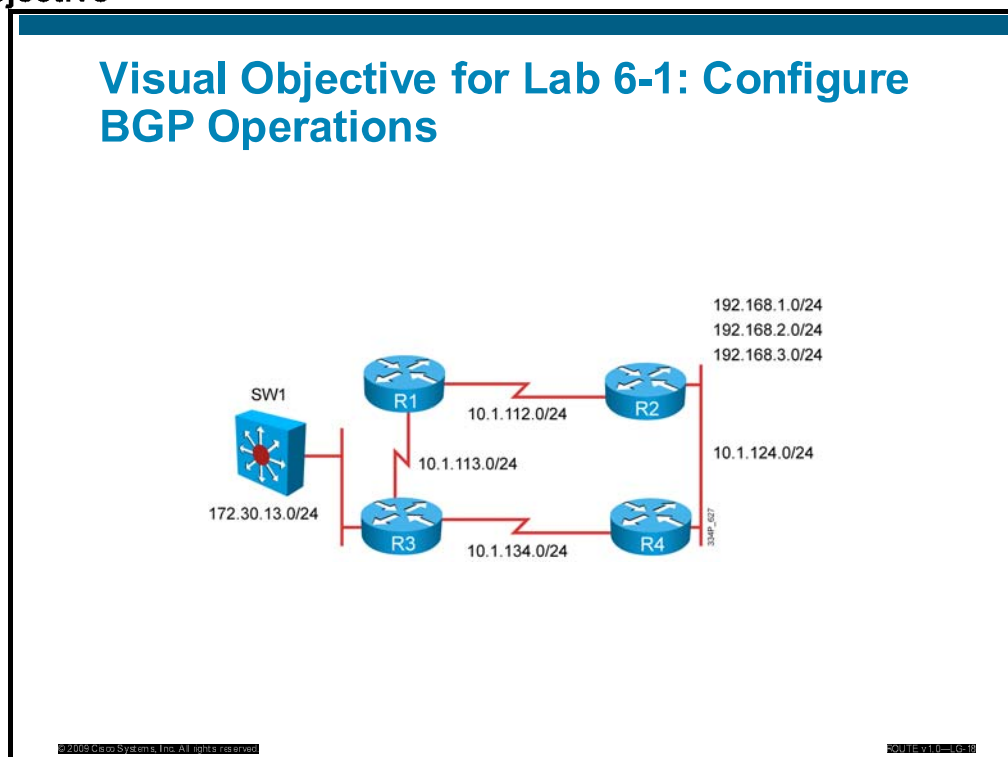 jective
Visual Objective for Lab 6-1: Configure
BGP Operations
192.168.1.0/24
192.168.2.0/24
192.168.3.0/24
SW1
R1
R2
10.1.112.0/24
10.1.113.0/24
10.1.124.0/24
172.30.13.0/24
R3
R4
10.1.134.0/24
334P_627
© 2009 Cisco Systems, Inc. All rights reserved.
ROUTE v1.0—LG-18